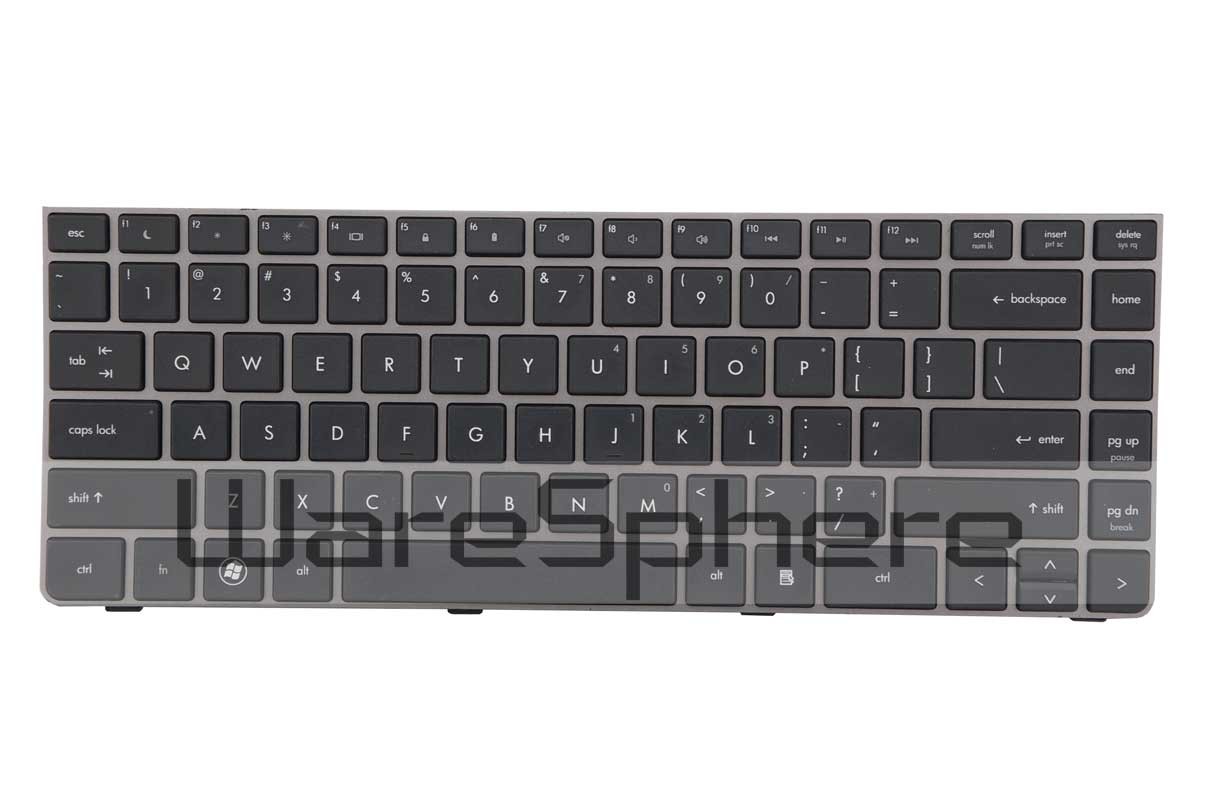 esc f1 f2 f3 f4 f5 f6 f7 f8 f9 f10 f11 f12 scroll insert delete
num lk prt sc sys rq
~ ! @ # $ % ^ & 7 * 8 ( 9 ) / _ +
` 1 2 3 4 5 6 7 8 9 0 - = ← backspace home
tab Q W E R T Y U 4 I 5 O 6 P * { [ } ] | \ end
caps lock A S D F G H J 1 K 2 L 3 : ; - “ , ← enter pg up
pause
shift ↑ Z X C V B N M 0 < , > . ? / + ↑ shift pg dn
break
WareSphere
ctrl fn alt alt ctrl < ^ v >